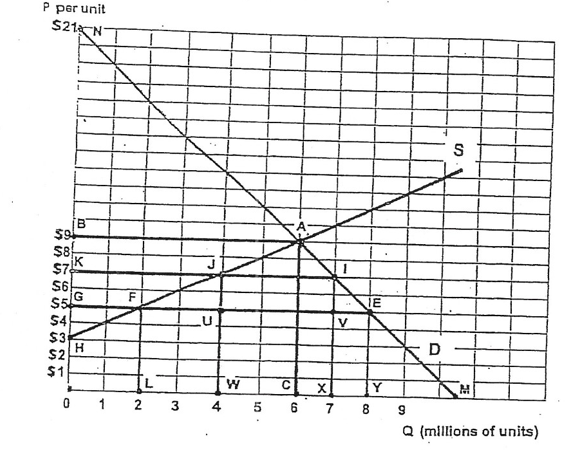 P per unit
$21 N
S
B A
$9
$8
K J I
$7
$6
G F E
$5
U V
$4
$3
H D
$2
$1
L W C X Y M
0 1 2 3 4 5 6 7 8 9
Q (millions of units)